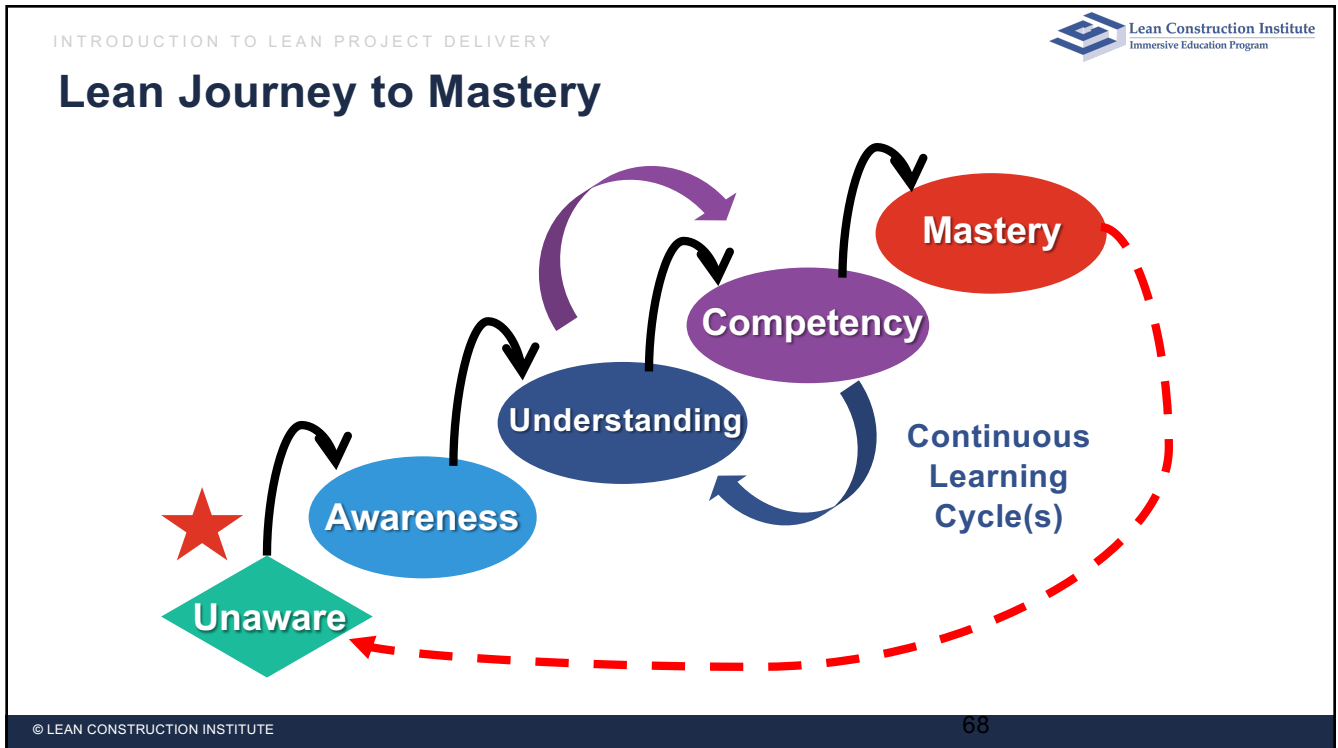 INTRODUCTION TO LEAN PROJECT DELIVERY
Lean Construction Institute
Immersive Education Program
Lean Journey to Mastery
Mastery
Competency
Understanding
Continuous
Learning
Cycle(s)
Awareness
Unaware
© LEAN CONSTRUCTION INSTITUTE
68